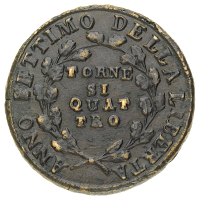 ANNO SETTIMO DELLA LIBERTA
TORNE
SI
QUAT
TRO